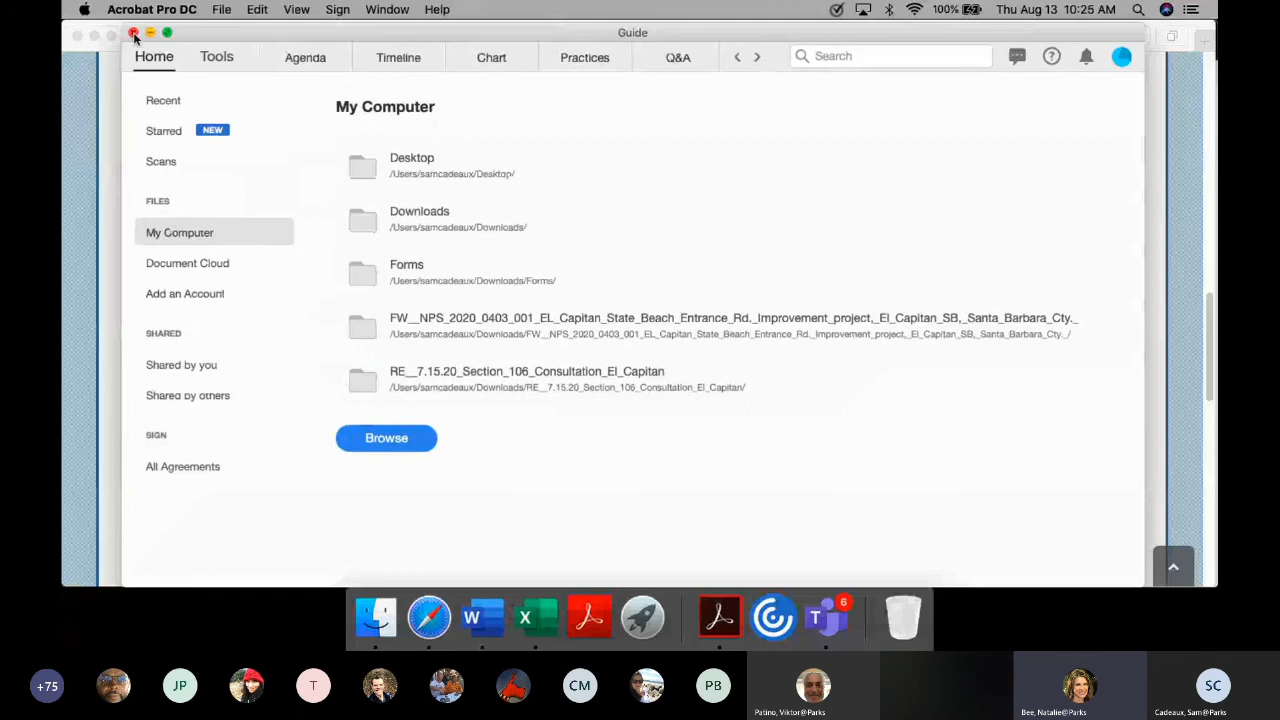 Acrobat Pro DC File Edit View Sign Window Help 100% Thu Aug 13 10:25 AM
Guide
Home Tools Agenda Timeline Chart Practices Q&A Search
Recent
Starred NEW
Scans
FILES
My Computer
Document Cloud
Add an Account
SHARED
Shared by you
Shared by others
SIGN
All Agreements
My Computer
Desktop
/Users/samcadeaux/Desktop/
Downloads
/Users/samcadeaux/Downloads/
Forms
/Users/samcadeaux/Downloads/Forms/
FW__NPS_2020_0403_001_EL_Capitan_State_Beach_Entrance_Rd._Improvement_project,_El_Capitan_SB,_Santa_Barbara_Cty._
/Users/samcadeaux/Downloads/FW__NPS_2020_0403_001_EL_Capitan_State_Beach_Entrance_Rd._Improvement_project,_El_Capitan_SB,_Santa_Barbara_Cty._/
RE__7.15.20_Section_106_Consultation_El_Capitan
/Users/samcadeaux/Downloads/RE__7.15.20_Section_106_Consultation_El_Capitan/
Browse
W X T 6
+75 JP T CM PB SC
Patino, Viktor@Parks Bee, Natalie@Parks Cadeaux, Sam@Parks